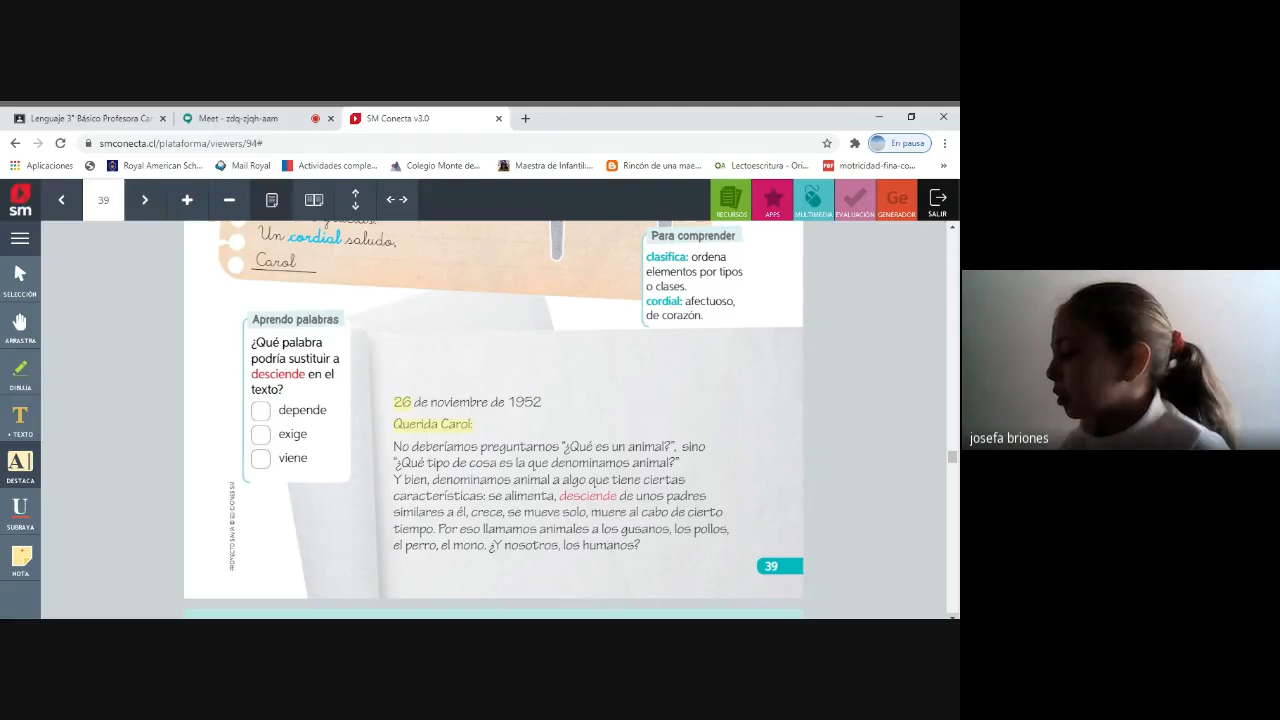 Lenguaje 3° Básico Profesora Ca
Meet - zdq-zjqh-aam
SM Conecta v3.0
smconecta.cl/plataforma/viewers/94#
En pausa
Aplicaciones
Royal American Sch...
Mail Royal
Actividades comple...
Colegio Monte de...
Maestra de Infantil:...
Rincón de una mae...
OA Lectoescritura - Ori...
PDF motricidad-fina-co...
»
sm
39
RECURSOS
APPS
MULTIMEDIA
EVALUACIÓN
Ge
GENERADOR
SALIR
SELECCIÓN
ARRASTRA
DIBUJA
T
+ TEXTO
A
DESTACA
U
SUBRAYA
NOTA
Un cordial saludo,
Carol
Para comprender
clasifica: ordena
elementos por tipos
o clases.
cordial: afectuoso,
de corazón.
Aprendo palabras
¿Qué palabra
podría sustituir a
desciende en el
texto?
depende
exige
viene
PROYECTO SAVIA © EDICIONES SM
26 de noviembre de 1952
Querida Carol:
No deberíamos preguntarnos "¿Qué es un animal?", sino
"¿Qué tipo de cosa es la que denominamos animal?"
Y bien, denominamos animal a algo que tiene ciertas
características: se alimenta, desciende de unos padres
similares a él, crece, se mueve solo, muere al cabo de cierto
tiempo. Por eso llamamos animales a los gusanos, los pollos,
el perro, el mono. ¿Y nosotros, los humanos?
39
josefa briones